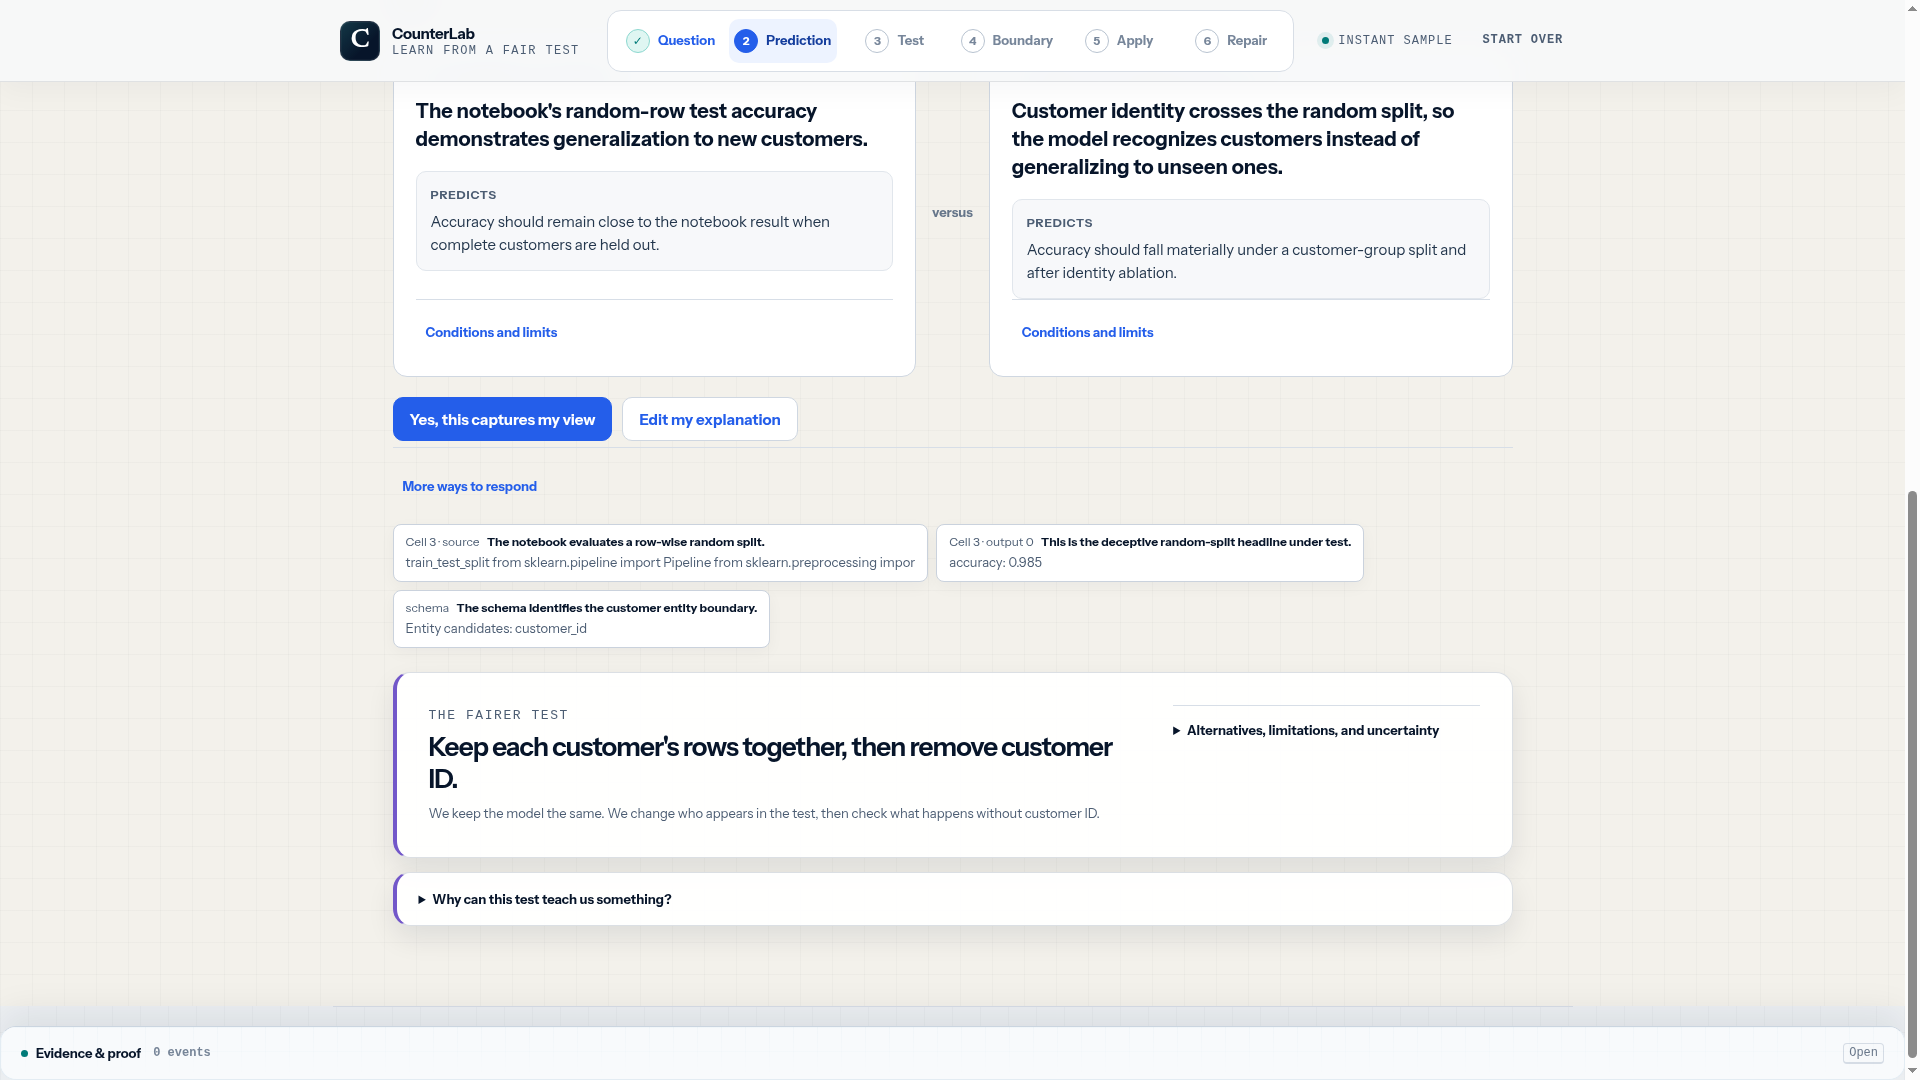 C
CounterLab
LEARN FROM A FAIR TEST
✓ Question
2 Prediction
3 Test
4 Boundary
5 Apply
6 Repair
INSTANT SAMPLE
START OVER
The notebook's random-row test accuracy
demonstrates generalization to new customers.
PREDICTS
Accuracy should remain close to the notebook result when
complete customers are held out.
Conditions and limits
versus
Customer identity crosses the random split, so
the model recognizes customers instead of
generalizing to unseen ones.
PREDICTS
Accuracy should fall materially under a customer-group split and
after identity ablation.
Conditions and limits
Yes, this captures my view
Edit my explanation
More ways to respond
Cell 3 · source The notebook evaluates a row-wise random split.
train_test_split from sklearn.pipeline import Pipeline from sklearn.preprocessing impor
Cell 3 · output 0 This is the deceptive random-split headline under test.
accuracy: 0.985
schema The schema identifies the customer entity boundary.
Entity candidates: customer_id
THE FAIRER TEST
Keep each customer's rows together, then remove customer
ID.
We keep the model the same. We change who appears in the test, then check what happens without customer ID.
Alternatives, limitations, and uncertainty
Why can this test teach us something?
Evidence & proof 0 events
Open